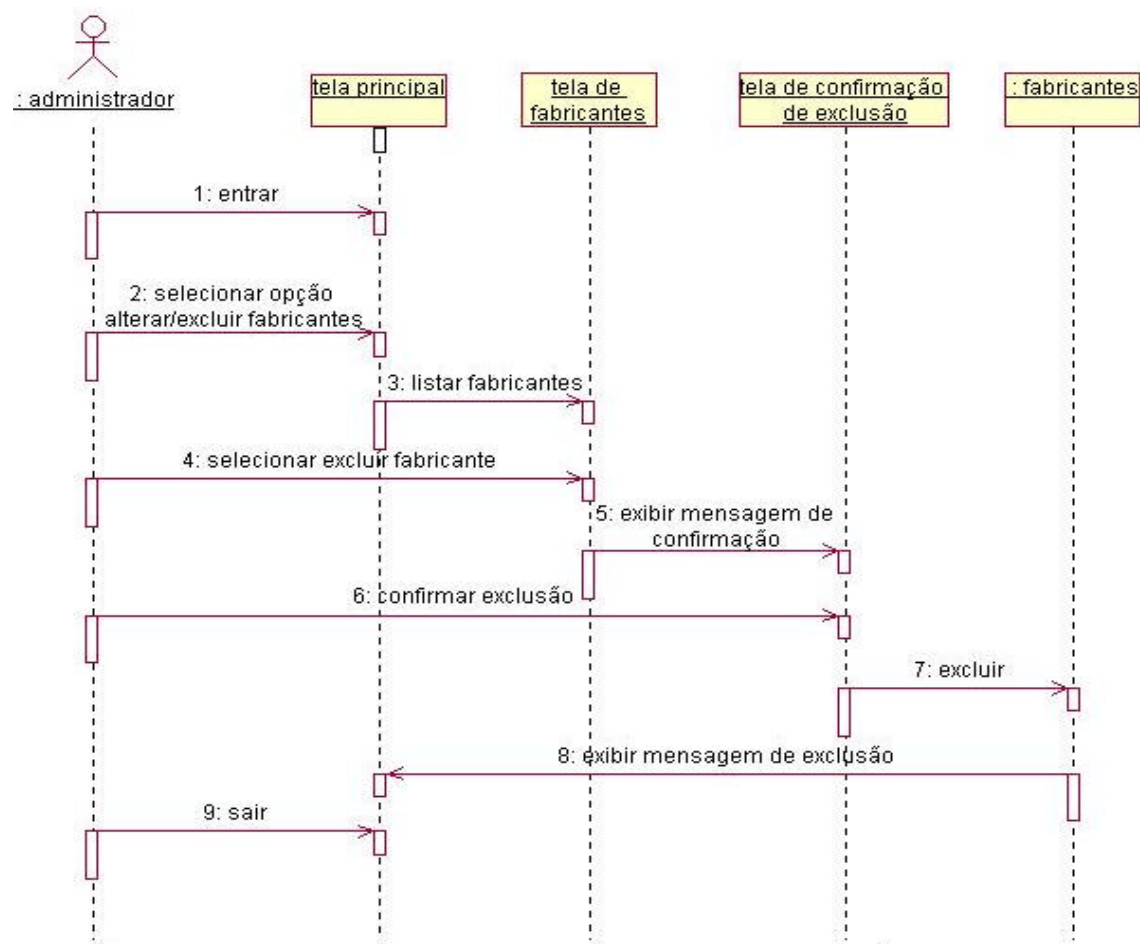 : administrador
tela principal
tela de
fabricantes
tela de confirmação
de exclusão
: fabricantes
1: entrar
2: selecionar opção
alterar/excluir fabricantes
3: listar fabricantes
4: selecionar excluir fabricante
5: exibir mensagem de
confirmação
6: confirmar exclusão
7: excluir
8: exibir mensagem de exclusão
9: sair